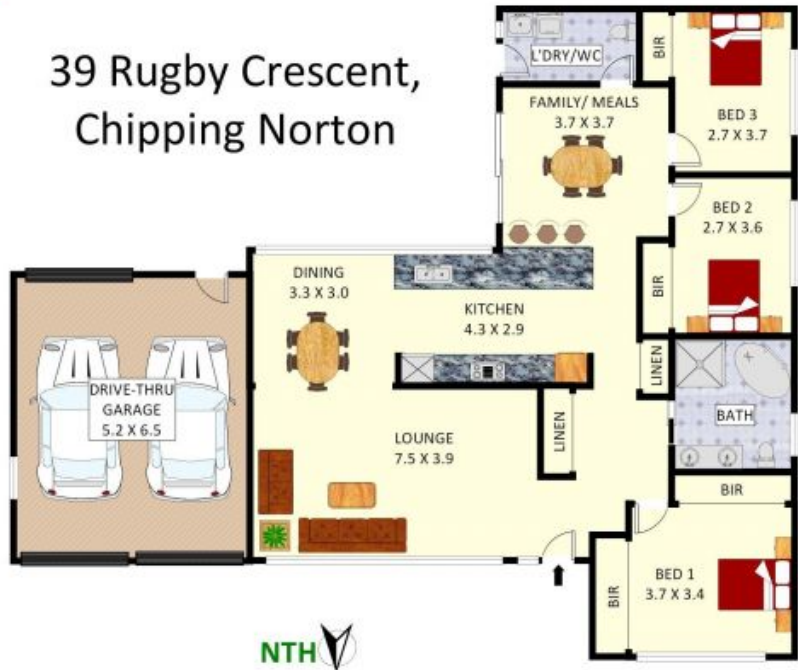 39 Rugby Crescent,
Chipping Norton
L'DRY/WC
BIR
BED 3
2.7 X 3.7
FAMILY/ MEALS
3.7 X 3.7
BED 2
2.7 X 3.6
BIR
DINING
3.3 X 3.0
KITCHEN
4.3 X 2.9
LINEN
DRIVE-THRU
GARAGE
5.2 X 6.5
LOUNGE
7.5 X 3.9
LINEN
BATH
BIR
BED 1
3.7 X 3.4
BIR
NTH